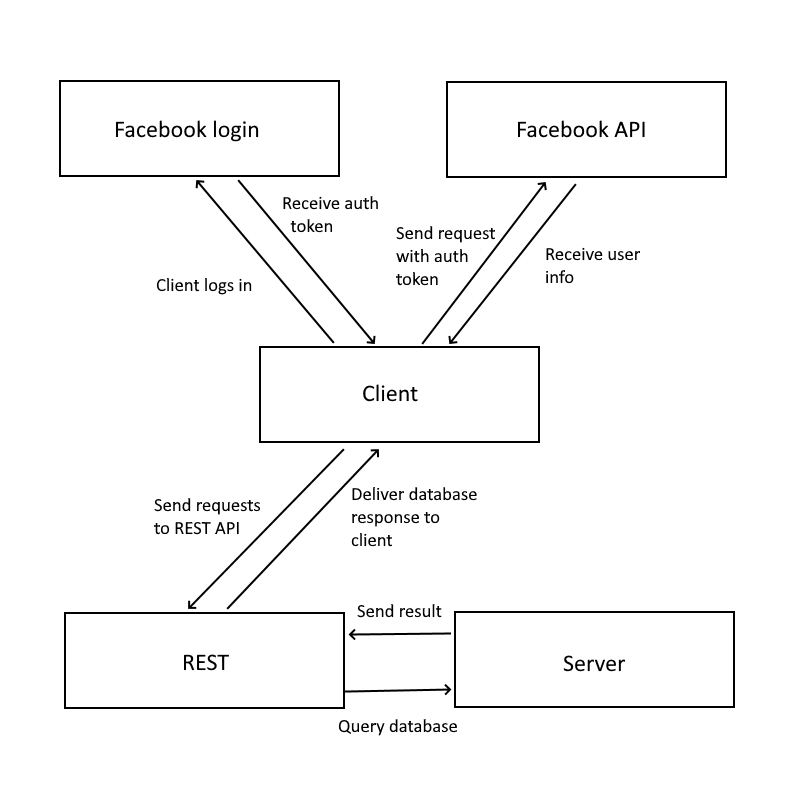 Facebook login
Facebook API
Receive auth
token
Send request
with auth
token
Receive user
info
Client logs in
Client
Send requests
to REST API
Deliver database
response to
client
Send result
REST
Server
Query database